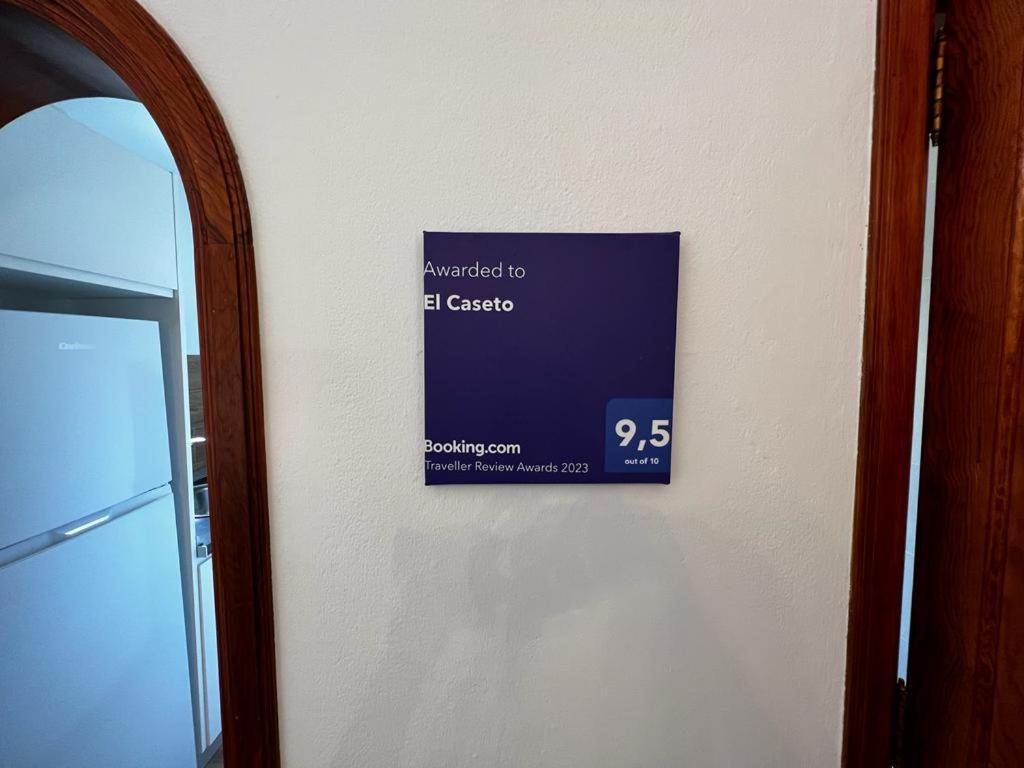 Awarded to
El Caseto
9,5
out of 10
Booking.com
Traveller Review Awards 2023